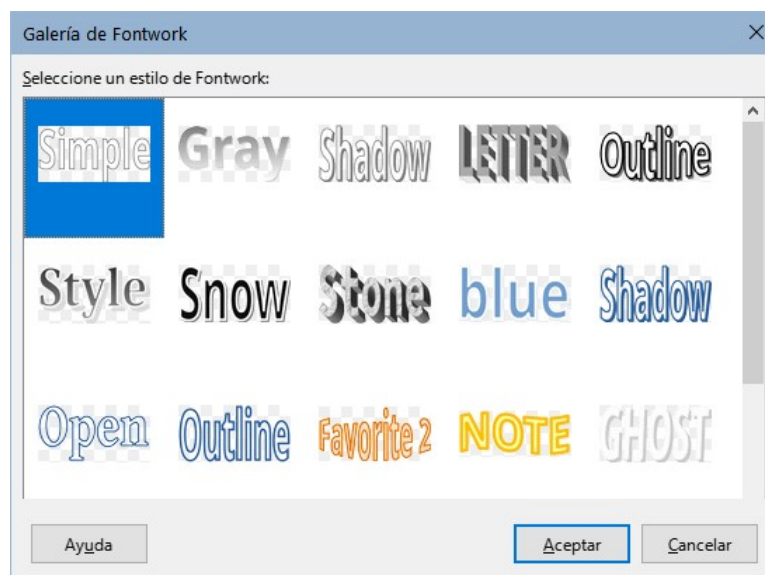 Galería de Fontwork
Seleccione un estilo de Fontwork:
Simple Gray Shadow LETTER Outline
Style Snow Stone blue Shadow
Open Outline Favorite 2 NOTE GHOST
Ayuda Aceptar Cancelar